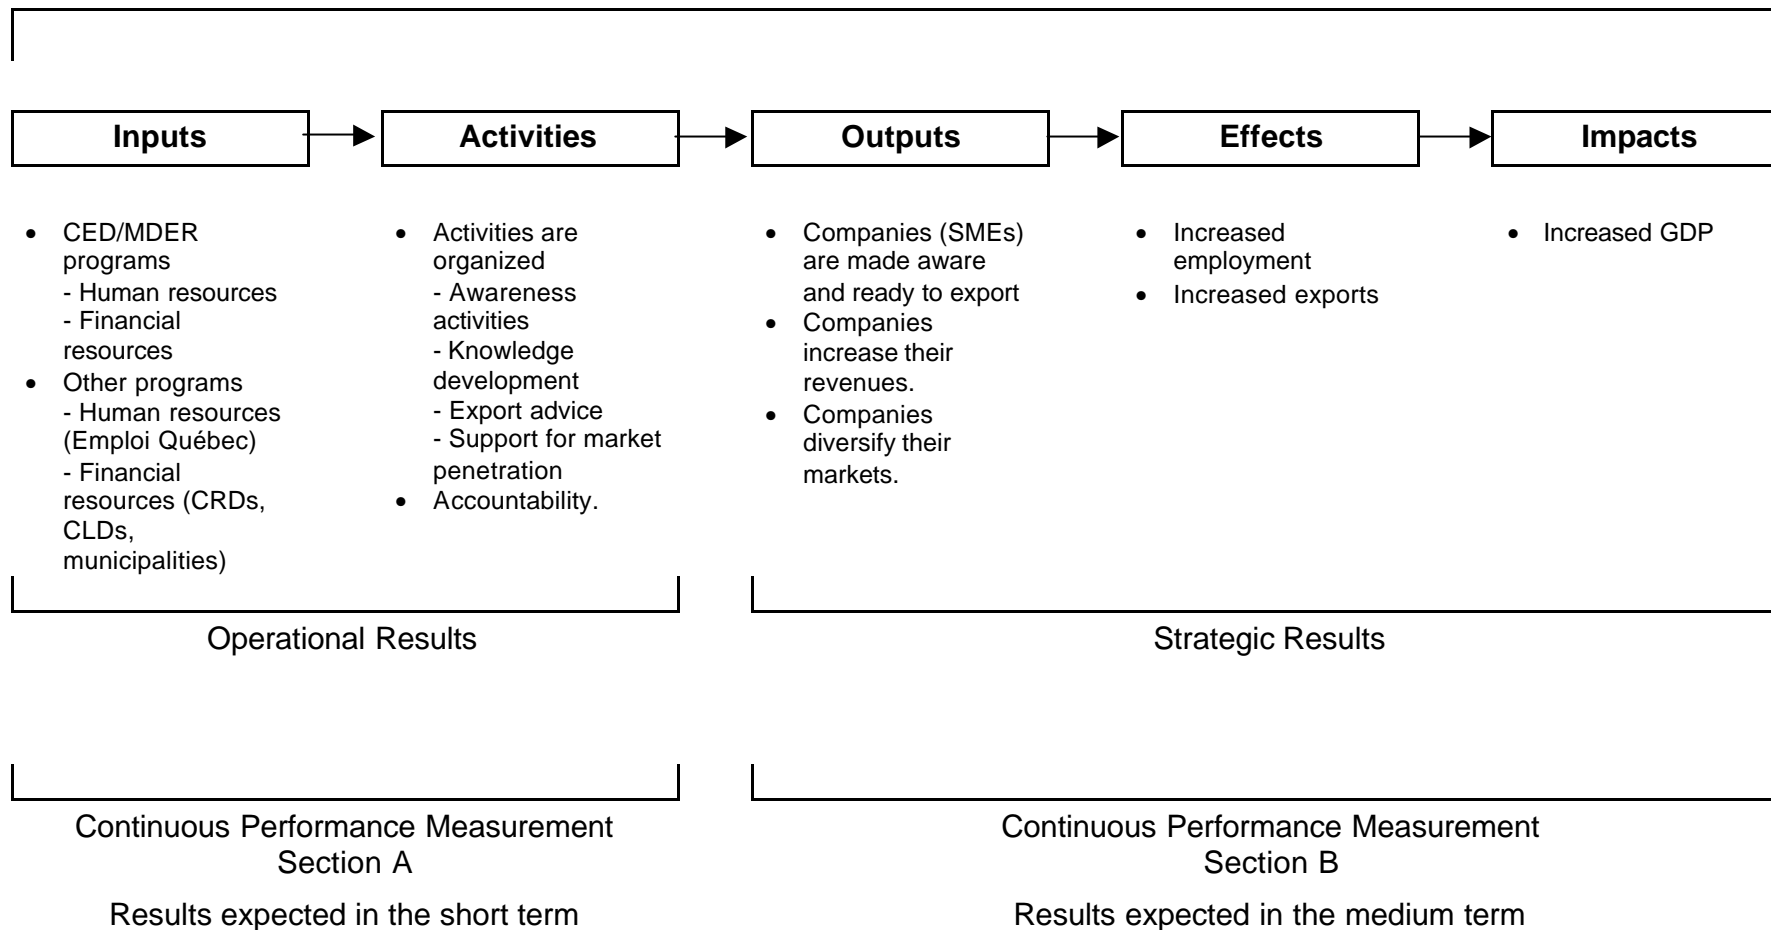 Inputs
Activities
Outputs
Effects
Impacts
• CED/MDER
programs
- Human resources
- Financial
resources
• Other programs
- Human resources
(Emploi Québec)
- Financial
resources (CRDs,
CLDs,
municipalities)
• Activities are
organized
- Awareness
activities
- Knowledge
development
- Export advice
- Support for market
penetration
• Accountability.
• Companies (SMEs)
are made aware
and ready to export
• Companies
increase their
revenues.
• Companies
diversify their
markets.
• Increased
employment
• Increased exports
• Increased GDP
Operational Results
Strategic Results
Continuous Performance Measurement
Section A
Results expected in the short term
Continuous Performance Measurement
Section B
Results expected in the medium term